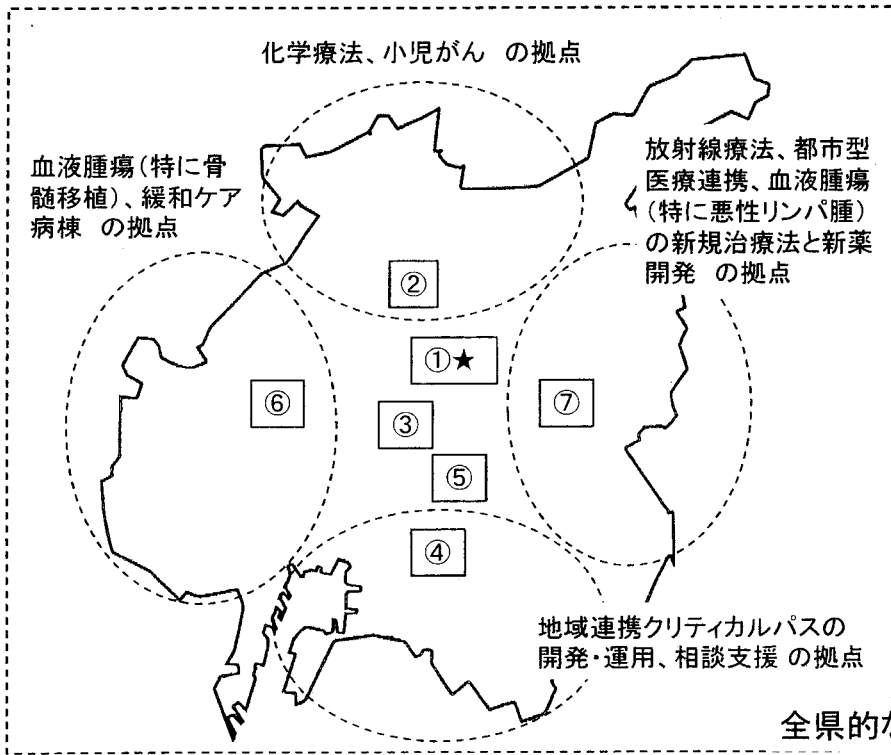 化学療法、小児がん の拠点
血液腫瘍(特に骨
髄移植)、緩和ケア
病棟 の拠点
放射線療法、都市型
医療連携、血液腫瘍
(特に悪性リンパ腫)
の新規治療法と新薬
開発 の拠点
②
①★
⑥
③
⑦
⑤
④
地域連携クリティカルパスの
開発・運用、相談支援 の拠点
全県的な